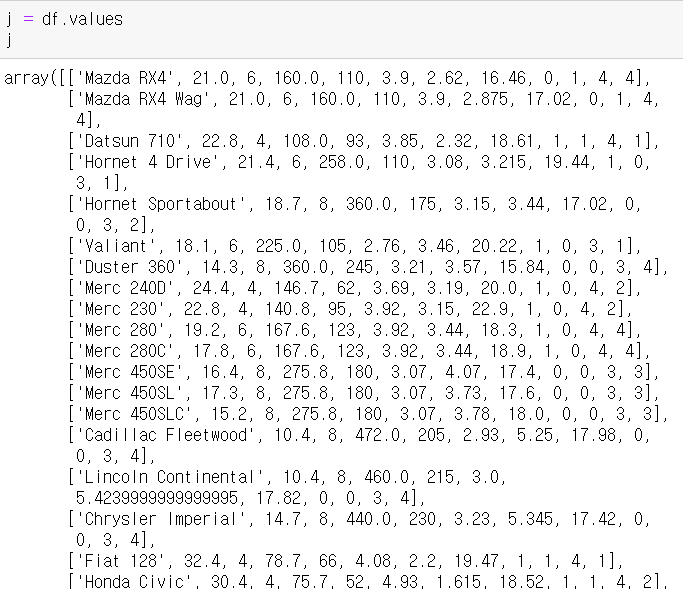 j = df.values
j
array([['Mazda RX4', 21.0, 6, 160.0, 110, 3.9, 2.62, 16.46, 0, 1, 4, 4],
['Mazda RX4 Wag', 21.0, 6, 160.0, 110, 3.9, 2.875, 17.02, 0, 1, 4,
4],
['Datsun 710', 22.8, 4, 108.0, 93, 3.85, 2.32, 18.61, 1, 1, 4, 1],
['Hornet 4 Drive', 21.4, 6, 258.0, 110, 3.08, 3.215, 19.44, 1, 0,
3, 1],
['Hornet Sportabout', 18.7, 8, 360.0, 175, 3.15, 3.44, 17.02, 0,
0, 3, 2],
['Valiant', 18.1, 6, 225.0, 105, 2.76, 3.46, 20.22, 1, 0, 3, 1],
['Duster 360', 14.3, 8, 360.0, 245, 3.21, 3.57, 15.84, 0, 0, 3, 4],
['Merc 240D', 24.4, 4, 146.7, 62, 3.69, 3.19, 20.0, 1, 0, 4, 2],
['Merc 230', 22.8, 4, 140.8, 95, 3.92, 3.15, 22.9, 1, 0, 4, 2],
['Merc 280', 19.2, 6, 167.6, 123, 3.92, 3.44, 18.3, 1, 0, 4, 4],
['Merc 280C', 17.8, 6, 167.6, 123, 3.92, 3.44, 18.9, 1, 0, 4, 4],
['Merc 450SE', 16.4, 8, 275.8, 180, 3.07, 4.07, 17.4, 0, 0, 3, 3],
['Merc 450SL', 17.3, 8, 275.8, 180, 3.07, 3.73, 17.6, 0, 0, 3, 3],
['Merc 450SLC', 15.2, 8, 275.8, 180, 3.07, 3.78, 18.0, 0, 0, 3, 3],
['Cadillac Fleetwood', 10.4, 8, 472.0, 205, 2.93, 5.25, 17.98, 0,
0, 3, 4],
['Lincoln Continental', 10.4, 8, 460.0, 215, 3.0,
5.4239999999999995, 17.82, 0, 0, 3, 4],
['Chrysler Imperial', 14.7, 8, 440.0, 230, 3.23, 5.345, 17.42, 0,
0, 3, 4],
['Fiat 128', 32.4, 4, 78.7, 66, 4.08, 2.2, 19.47, 1, 1, 4, 1],
['Honda Civic', 30.4, 4, 75.7, 52, 4.93, 1.615, 18.52, 1, 1, 4, 2],